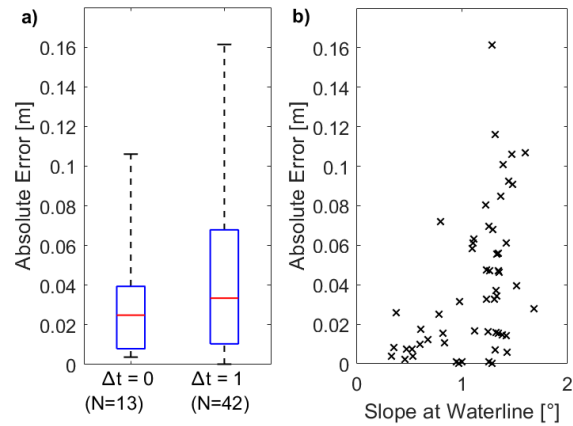 a)
Absolute Error [m]
0.16
0.14
0.12
0.1
0.08
0.06
0.04
0.02
0
Δt = 0
(N=13)
Δt = 1
(N=42)
b)
Absolute Error [m]
0.16
0.14
0.12
0.1
0.08
0.06
0.04
0.02
0
0
1
2
Slope at Waterline [°]